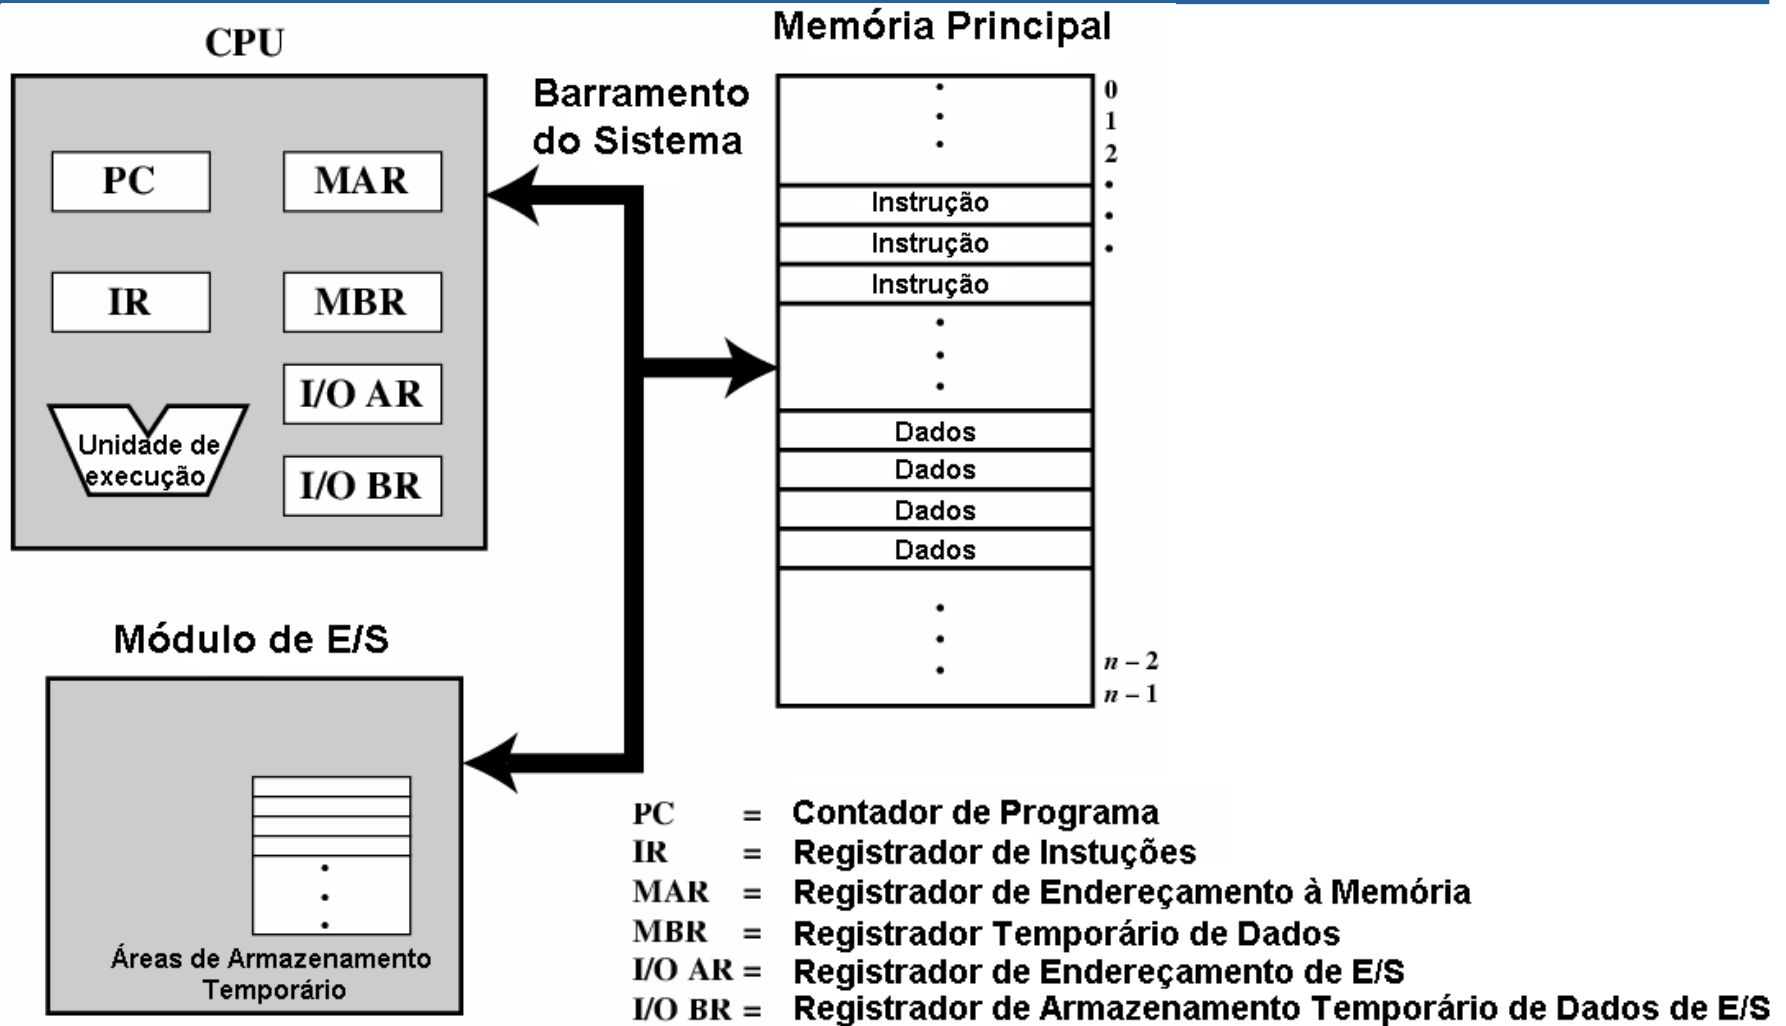 CPU
PC
MAR
IR
MBR
I/O AR
I/O BR
Unidade de
execução
Barramento
do Sistema
Memória Principal
0
1
2
Instrução
Instrução
Instrução
Dados
Dados
Dados
Dados
n – 2
n – 1
Módulo de E/S
Áreas de Armazenamento
Temporário
PC = Contador de Programa
IR = Registrador de Instuções
MAR = Registrador de Endereçamento à Memória
MBR = Registrador Temporário de Dados
I/O AR = Registrador de Endereçamento de E/S
I/O BR = Registrador de Armazenamento Temporário de Dados de E/S